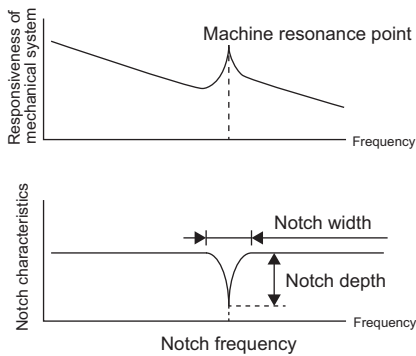 Responsiveness of
mechanical system
Machine resonance point
Frequency
Notch characteristics
Notch width
Notch depth
Frequency
Notch frequency